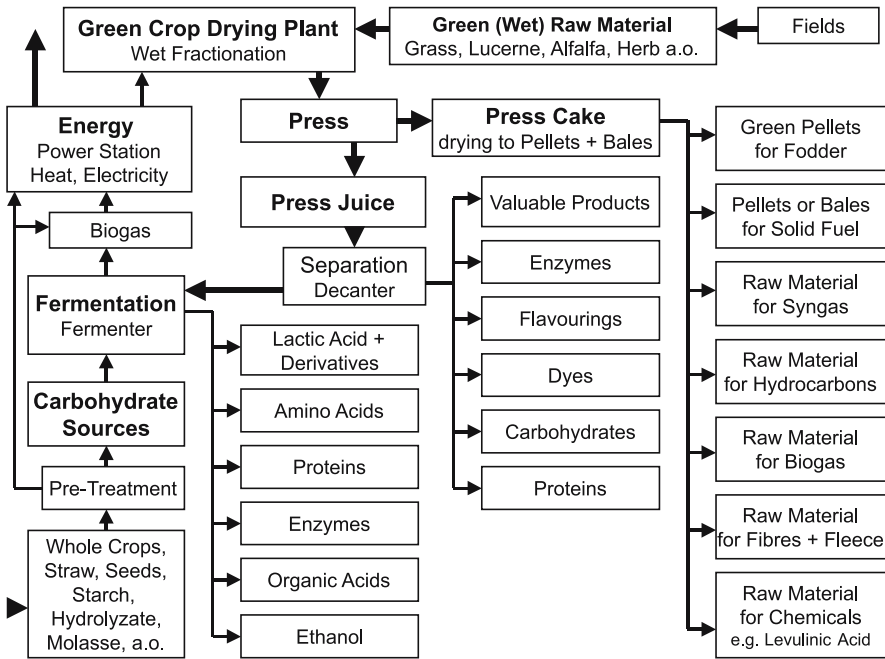 Green Crop Drying Plant
Wet Fractionation
Green (Wet) Raw Material
Grass, Lucerne, Alfalfa, Herb a.o.
Fields
Energy
Power Station
Heat, Electricity
Press
Press Cake
drying to Pellets + Bales
Press Juice
Biogas
Separation
Decanter
Fermentation
Fermenter
Carbohydrate
Sources
Pre-Treatment
Whole Crops,
Straw, Seeds,
Starch,
Hydrolyzate,
Molasse, a.o.
Lactic Acid +
Derivatives
Amino Acids
Proteins
Enzymes
Organic Acids
Ethanol
Valuable Products
Enzymes
Flavourings
Dyes
Carbohydrates
Proteins
Green Pellets
for Fodder
Pellets or Bales
for Solid Fuel
Raw Material
for Syngas
Raw Material
for Hydrocarbons
Raw Material
for Biogas
Raw Material
for Fibres + Fleece
Raw Material
for Chemicals
e.g. Levulinic Acid